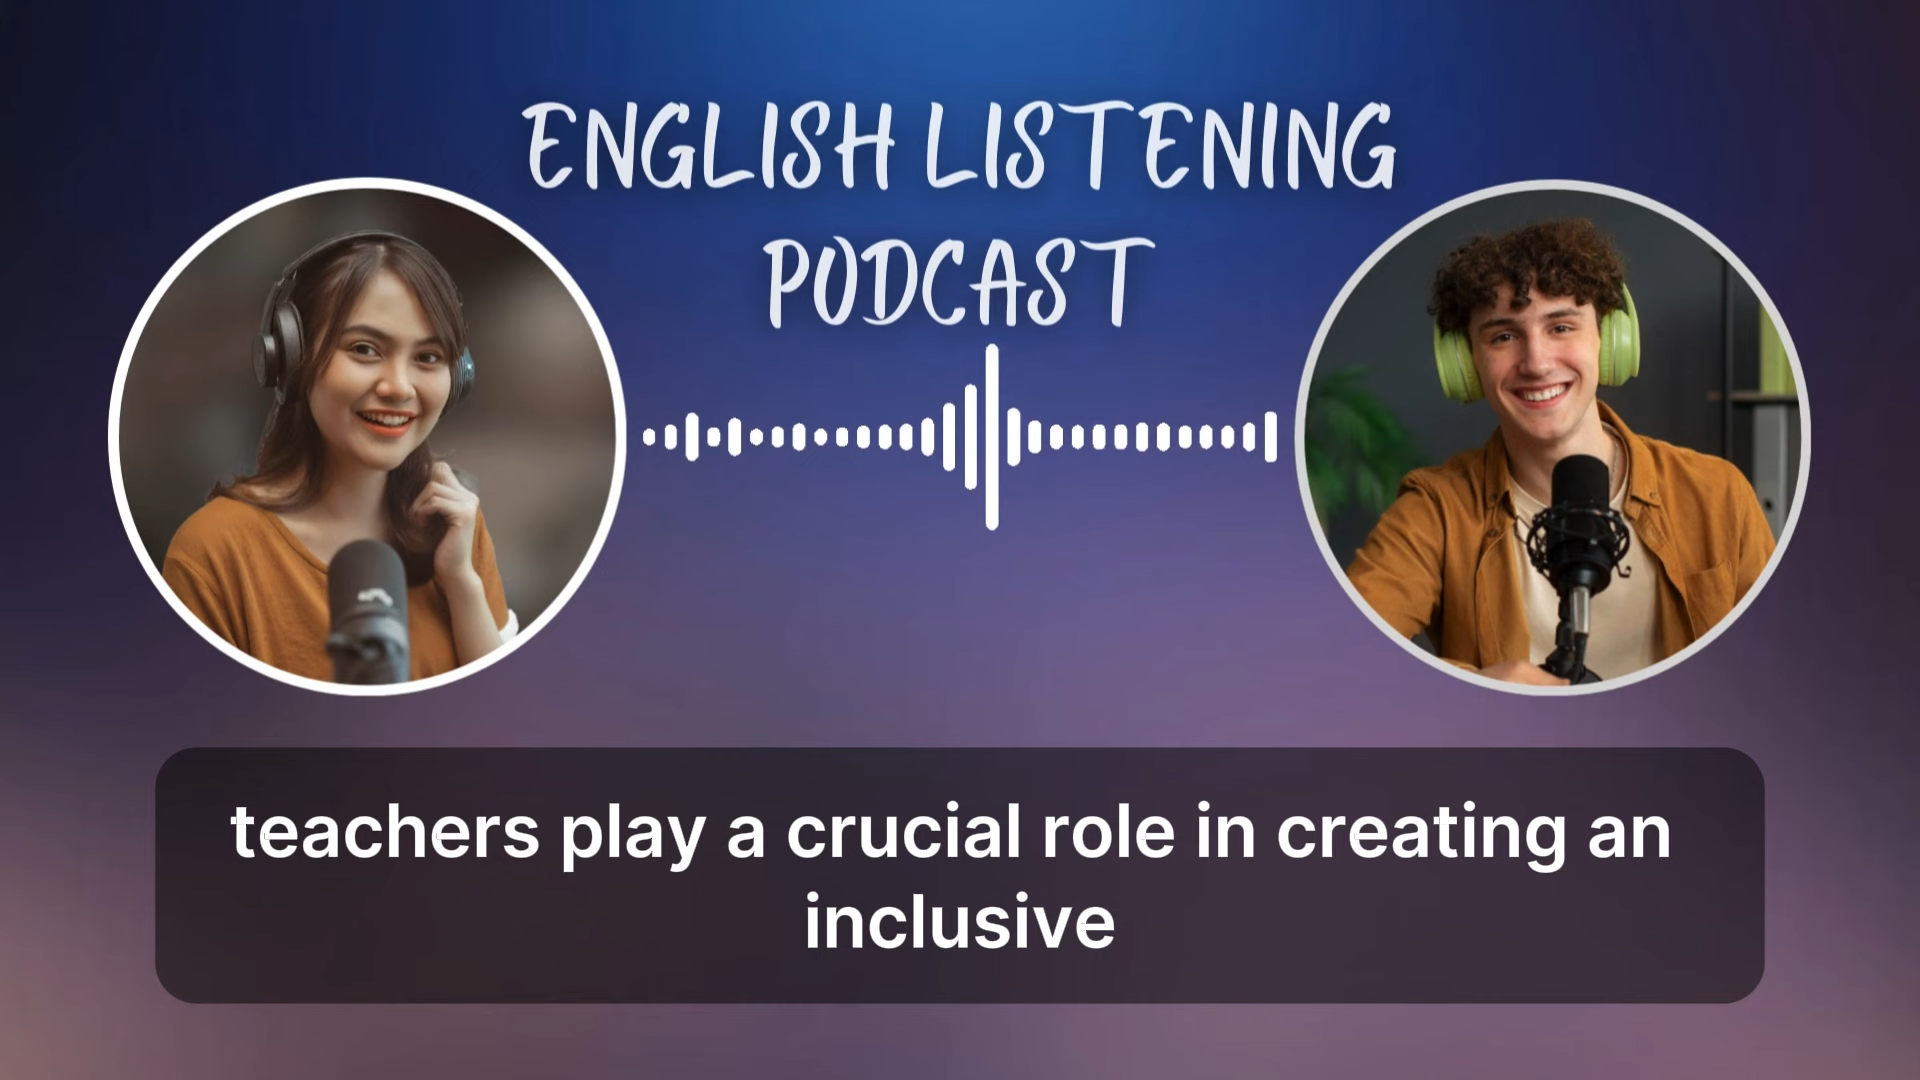 ENGLISH LISTENING
PODCAST
teachers play a crucial role in creating an
inclusive